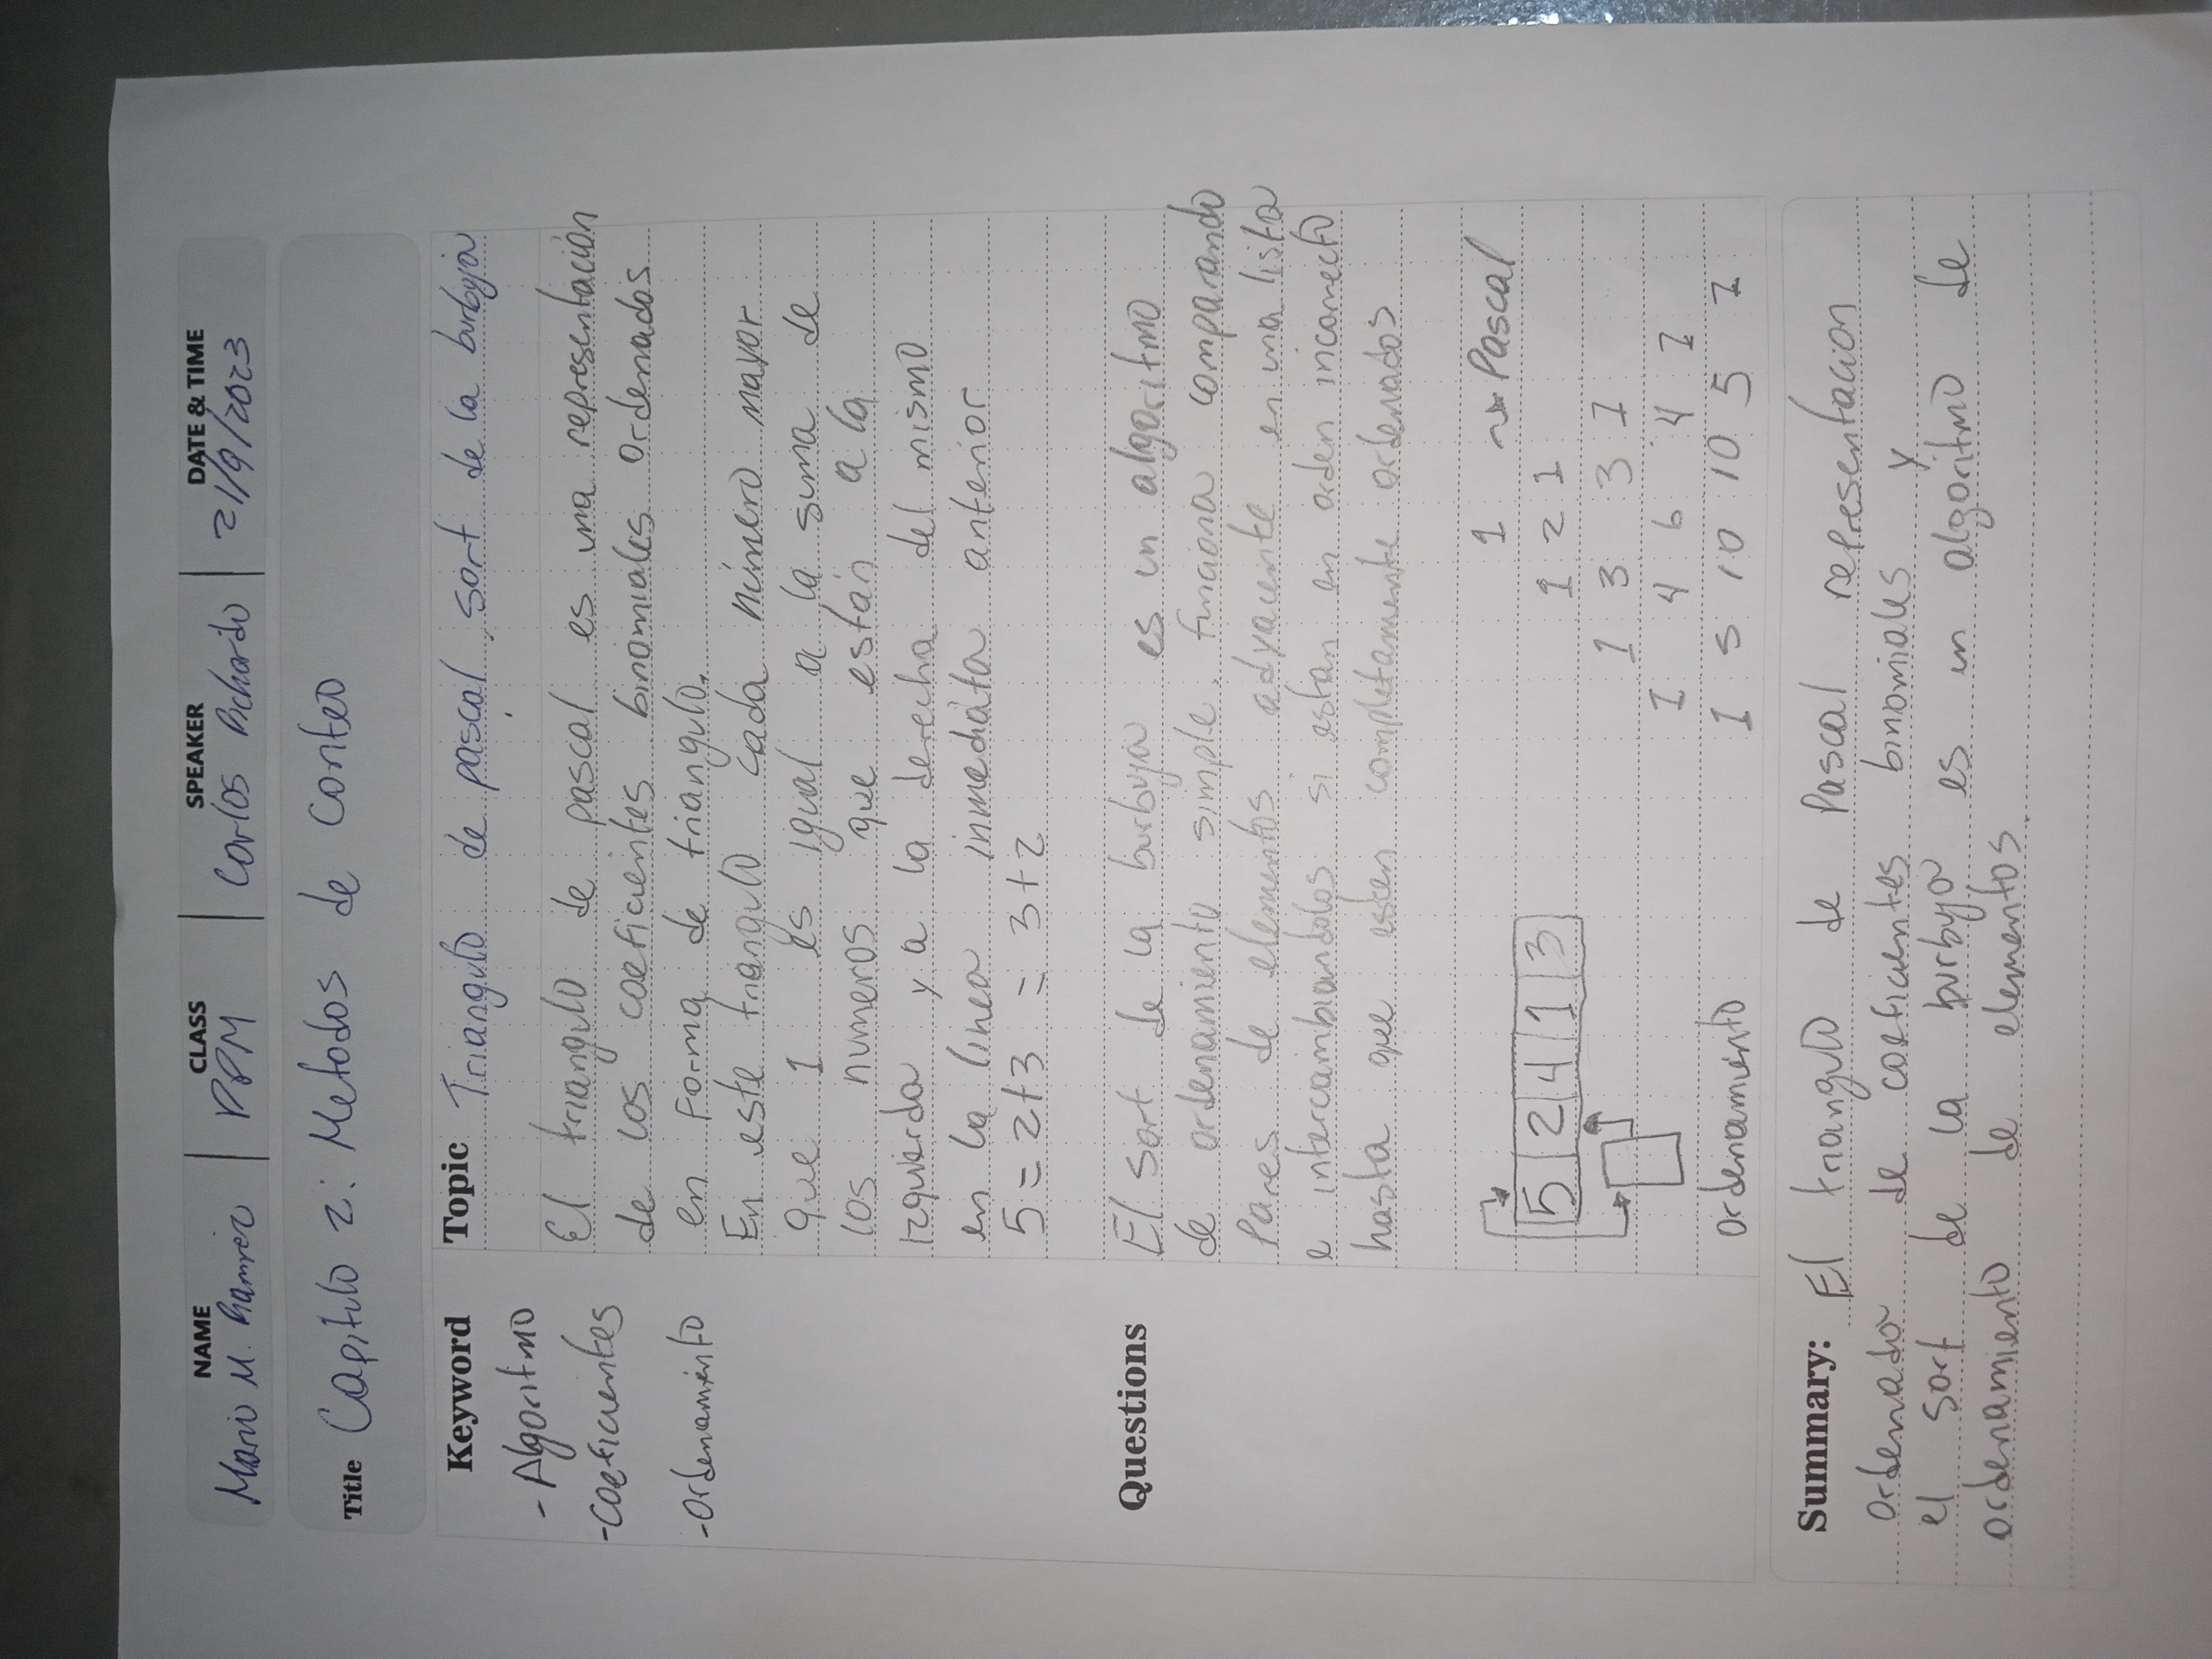 NAME CLASS SPEAKER DATE & TIME
Mario M. Ramirez PPM Carlos Pichardo 21/9/2023
Title Capitulo 2: Metodos de Conteo
Keyword
- Algoritmo
- Coeficientes
- Ordenamiento
Topic Triangulo de pascal, sort de la burbuja
El triangulo de pascal es una representación
de los coeficientes binomiales ordenados
en Forma de triangulo.
En este triangulo cada número mayor
que 1 es igual a la suma de
los numeros que están a la
izquierda y a la derecha del mismo
en la linea inmediata anterior
5 = 2+3 = 3+2
Questions
El sort de la burbuja es un algoritmo
de ordenamiento simple. funciona comparando
Pares de elementos adyacente en una lista
e intercambiandolos si estan en orden incorrecto
hasta que esten completamente ordenados
5 2 4 1 3
Ordenamiento
1 Pascal
1 2 1
1 3 3 1
1 4 6 4 1
1 5 10 10 5 1
Summary: El triangulo de Pascal representacion
Ordenada de coeficientes binomiales y
el sort de la burbuja es un algoritmo de
ordenamiento de elementos.